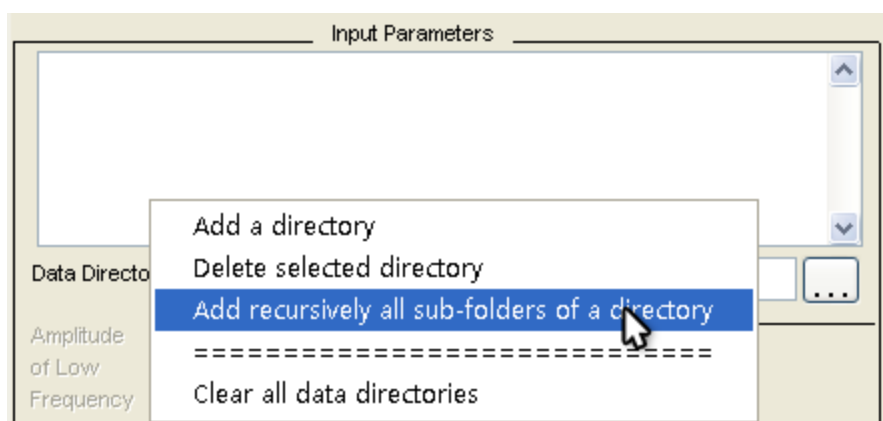 Input Parameters
Add a directory
Delete selected directory
Data Directo
...
Add recursively all sub-folders of a directory
Amplitude
of Low
Frequency
==============================
Clear all data directories